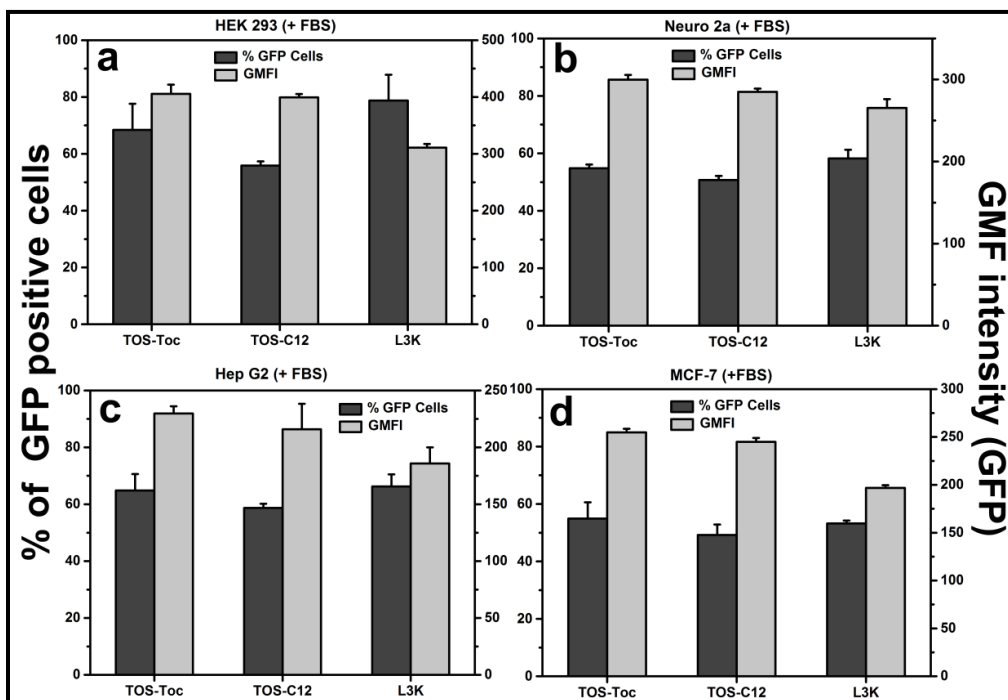 % of GFP positive cells
GMF intensity (GFP)
HEK 293 (+ FBS)
a
% GFP Cells
GMFI
100
80
60
40
20
0
500
400
300
200
100
0
TOS-Toc
TOS-C12
L3K
Neuro 2a (+ FBS)
b
% GFP Cells
GMFI
100
80
60
40
20
0
300
200
100
0
TOS-Toc
TOS-C12
L3K
Hep G2 (+ FBS)
c
% GFP Cells
GMFI
100
80
60
40
20
0
250
200
150
100
50
0
TOS-Toc
TOS-C12
L3K
MCF-7 (+FBS)
d
% GFP Cells
GMFI
100
80
60
40
20
0
300
250
200
150
100
50
0
TOS-Toc
TOS-C12
L3K